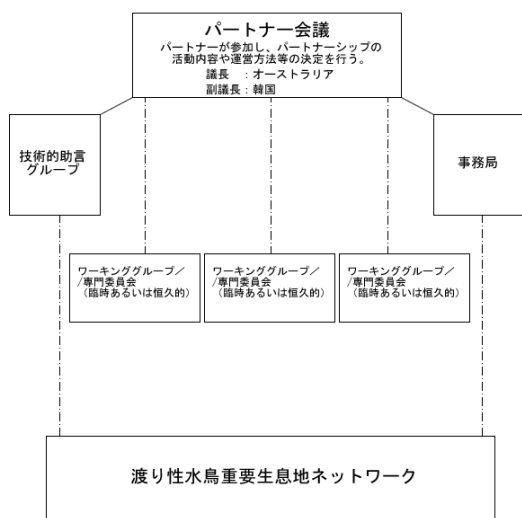 パートナー会議
パートナーが参加し、パートナーシップの
活動内容や運営方法等の決定を行う。
議長　：オーストラリア
副議長：韓国
技術的助言
グループ
事務局
ワーキンググループ／
/専門委員会
（臨時あるいは恒久的）
ワーキンググループ／
/専門委員会
（臨時あるいは恒久的）
ワーキンググループ／
/専門委員会
（臨時あるいは恒久的）
渡り性水鳥重要生息地ネットワーク